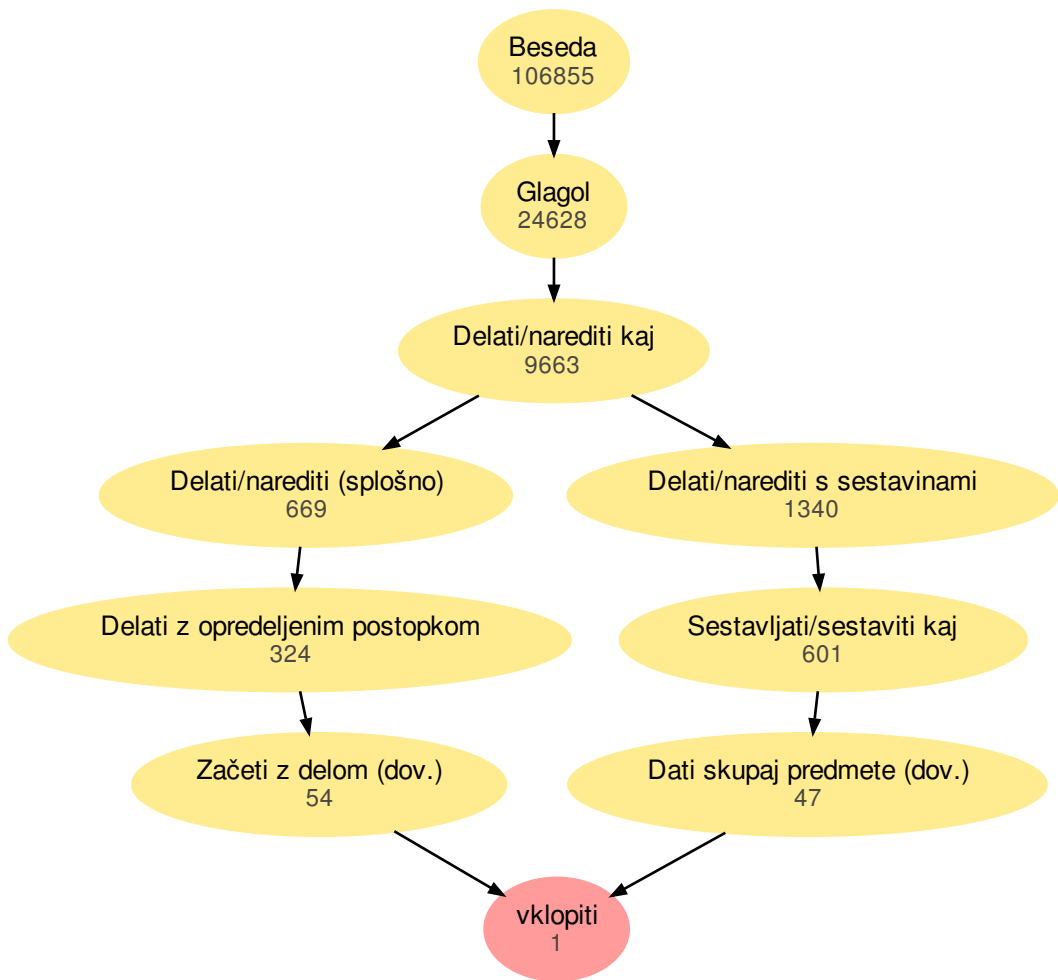 Beseda
106855
Glagol
24628
Delati/narediti kaj
9663
Delati/narediti (splošno)
669
Delati/narediti s sestavinami
1340
Delati z opredeljenim postopkom
324
Sestavljati/sestaviti kaj
601
Začeti z delom (dov.)
54
Dati skupaj predmete (dov.)
47
vklopiti
1